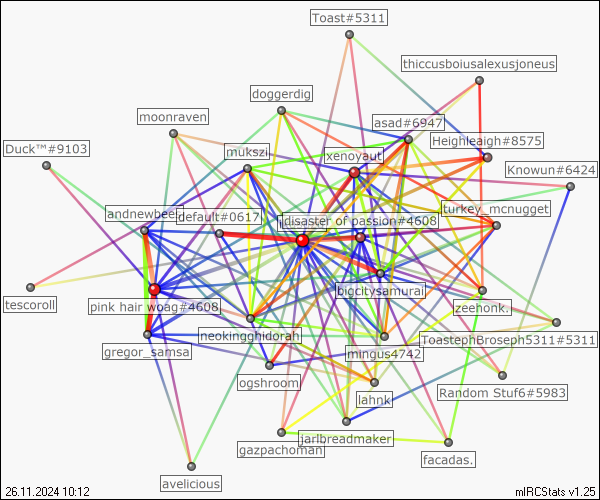 Toast#5311
thiccusboiusalexusjoneus
doggerdig
moonraven
asad#6947
Heighleaigh#8575
Duck™#9103
mukszi
xenoyaut
Knowun#6424
andnewbeer
default#0617
disaster of passion#4608
turkey_mcnugget
bigcitysamurai
tescoroll
pink hair woag#4608
zeehonk.
neokingghidorah
ToastephBroseph5311#5311
gregor_samsa
mingus4742
ogshroom
lahnk
Random Stuf6#5983
jarlbreadmaker
gazpachoman
facadas.
avelicious
26.11.2024 10:12
mIRCStats v1.25